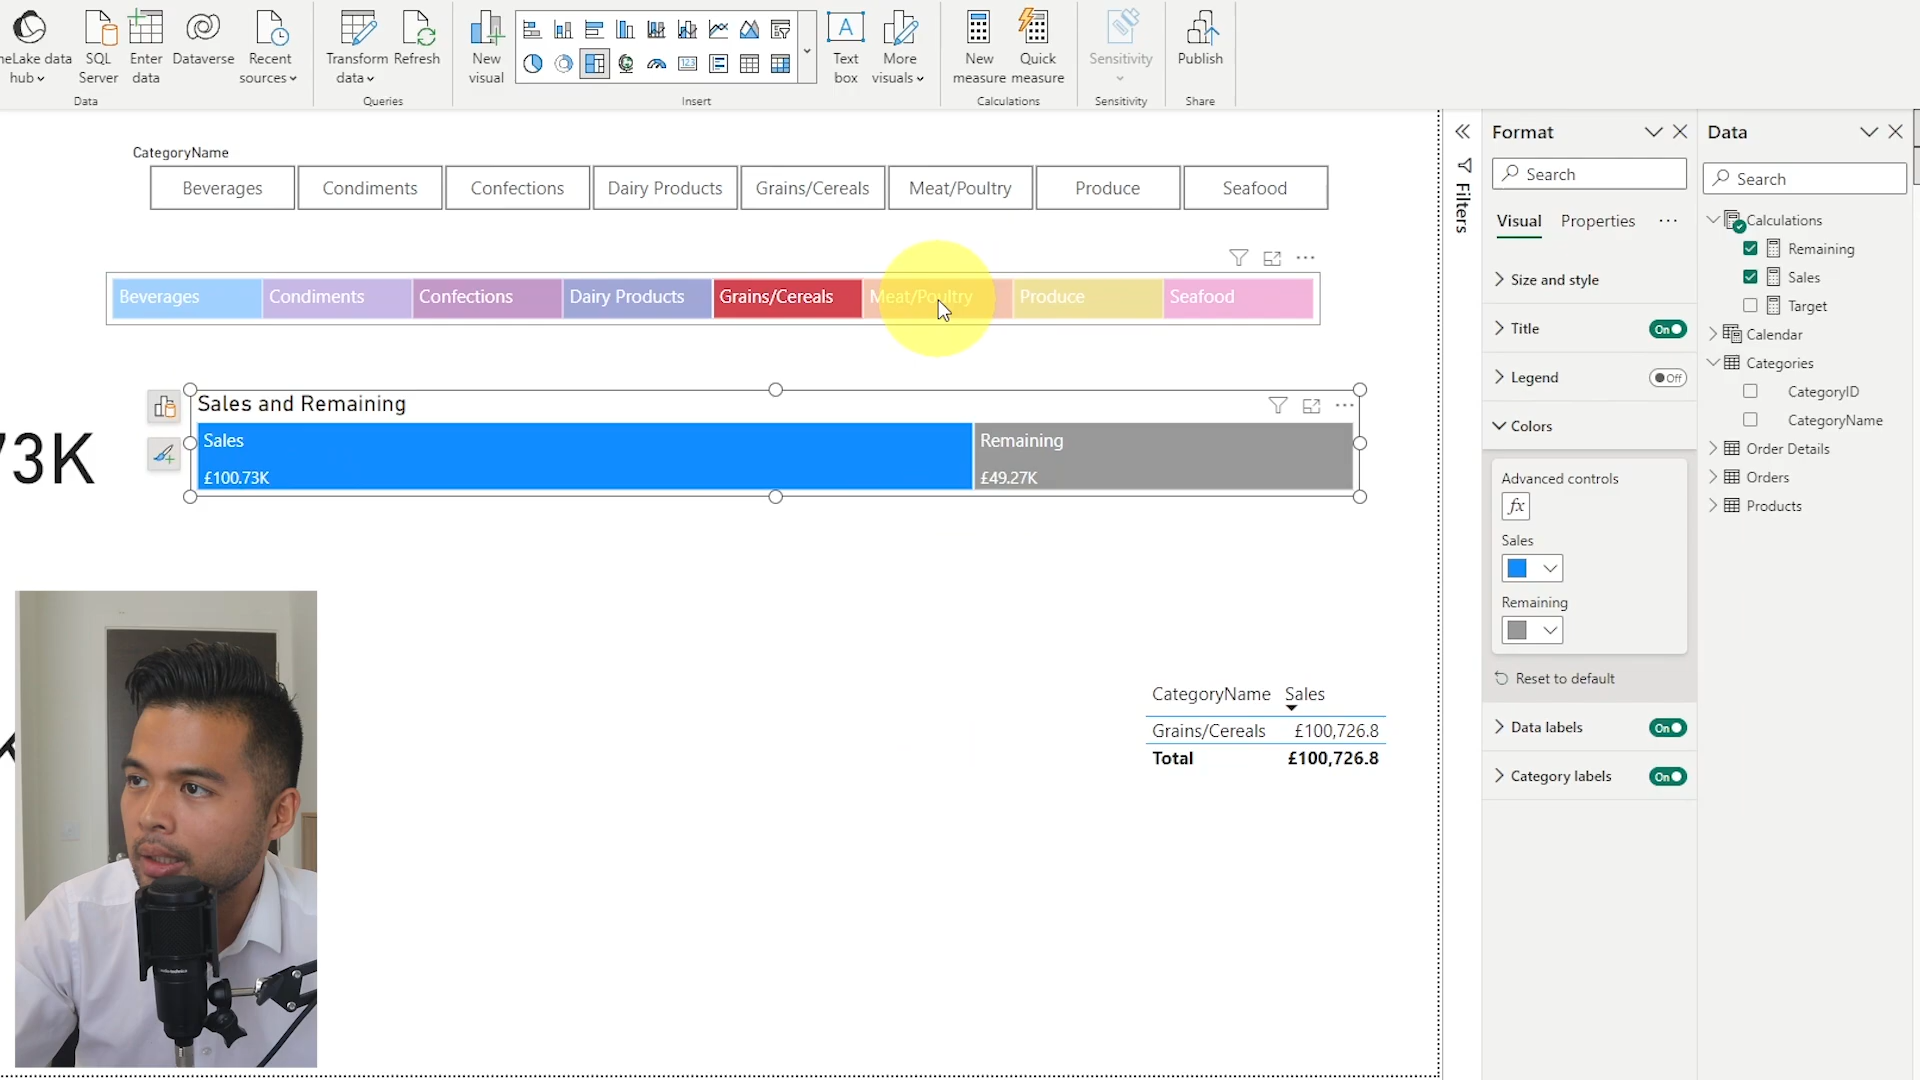 neLake data
hub
SQL
Server
Enter
data
Dataverse
Recent
sources
Data
Transform
data
Refresh
Queries
New
visual
Insert
Text
box
More
visuals
New
measure
Quick
measure
Calculations
Sensitivity
Sensitivity
Publish
Share
CategoryName
Beverages
Condiments
Confections
Dairy Products
Grains/Cereals
Meat/Poultry
Produce
Seafood
Beverages
Condiments
Confections
Dairy Products
Grains/Cereals
Meat/Poultry
Produce
Seafood
73K
Sales and Remaining
Sales
£100.73K
Remaining
£49.27K
CategoryName Sales
Grains/Cereals £100,726.8
Total £100,726.8
Filters
Format
Search
Visual Properties
Size and style
Title On
Legend Off
Colors
Advanced controls
fx
Sales
Remaining
Reset to default
Data labels On
Category labels On
Data
Search
Calculations
Remaining
Sales
Target
Calendar
Categories
CategoryID
CategoryName
Order Details
Orders
Products